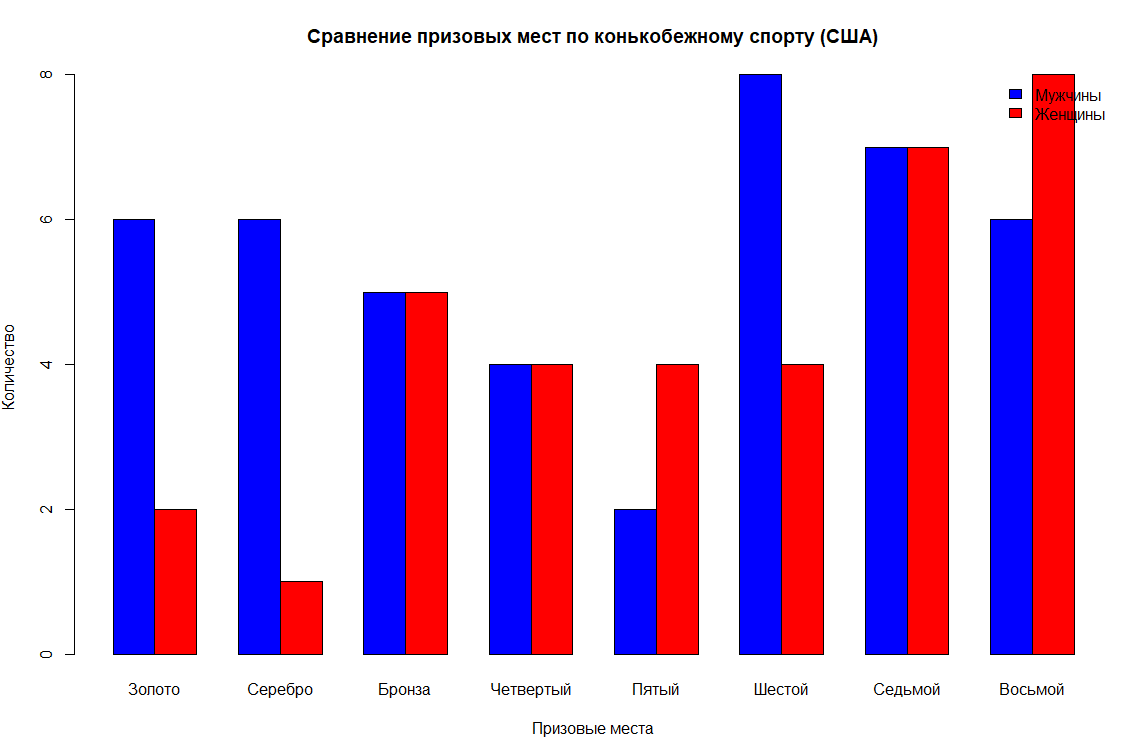 Сравнение призовых мест по конькобежному спорту (США)
8
6
4
2
0
Количество
Мужчины
Женщины
Золото Серебро Бронза Четвертый Пятый Шестой Седьмой Восьмой
Призовые места